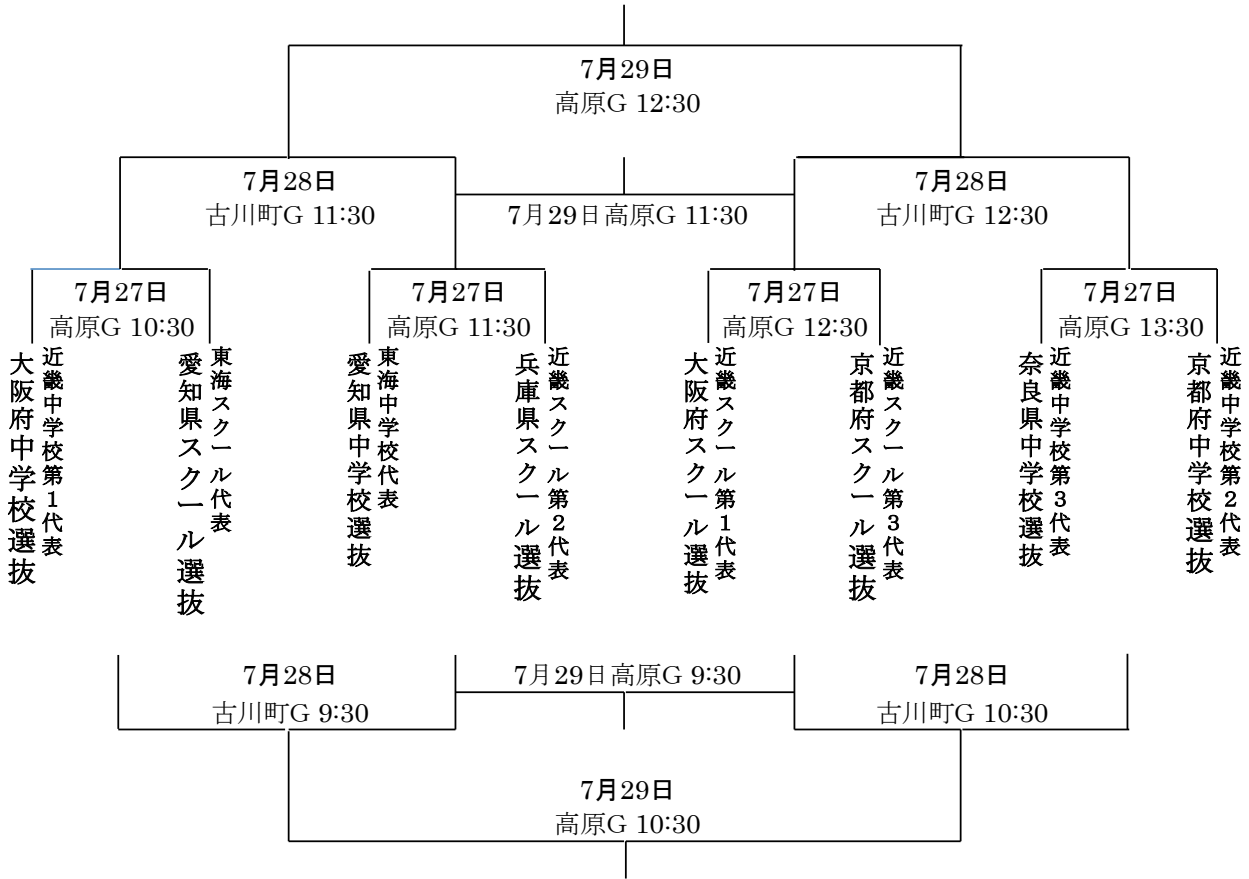 7月29日
高原G 12:30
7月28日
古川町G 11:30
7月29日高原G 11:30
7月28日
古川町G 12:30
7月27日
高原G 10:30
7月27日
高原G 11:30
7月27日
高原G 12:30
7月27日
高原G 13:30
近畿中学校第1代表
大阪府中学校選抜
東海スクール代表
愛知県スクール選抜
東海中学校代表
愛知県中学校選抜
近畿スクール第2代表
兵庫県スクール選抜
近畿スクール第1代表
大阪府スクール選抜
近畿スクール第3代表
京都府スクール選抜
近畿中学校第3代表
奈良県中学校選抜
近畿中学校第2代表
京都府中学校選抜
7月28日
古川町G 9:30
7月29日高原G 9:30
7月28日
古川町G 10:30
7月29日
高原G 10:30